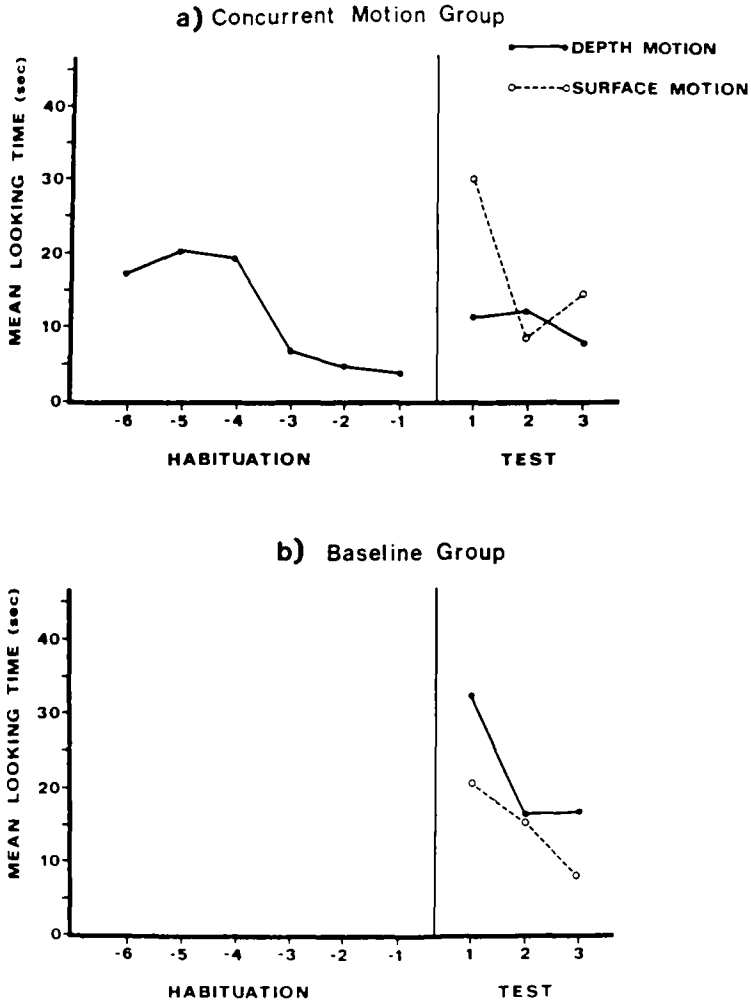 a) Concurrent Motion Group
DEPTH MOTION
SURFACE MOTION
MEAN LOOKING TIME (sec)
40
30
20
10
0
-6 -5 -4 -3 -2 -1 1 2 3
HABITUATION TEST
b) Baseline Group
MEAN LOOKING TIME (sec)
40
30
20
10
0
-6 -5 -4 -3 -2 -1 1 2 3
HABITUATION TEST